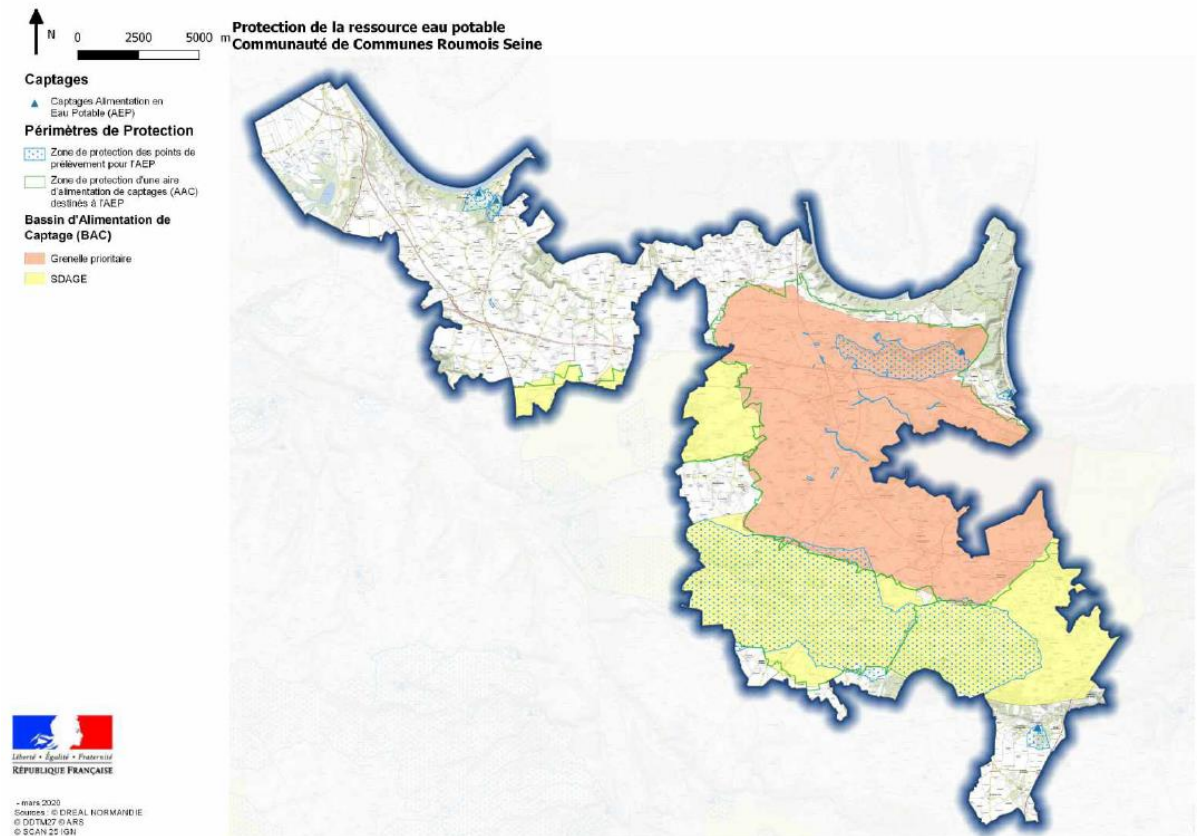 N 0 2500 5000 m
Protection de la ressource eau potable
Communauté de Communes Roumois Seine
Captages
Captages Alimentation en
Eau Potable (AEP)
Périmètres de Protection
Zone de protection des points de
prélèvement pour l'AEP
Zone de protection d'une aire
d'alimentation de captages (AAC)
destinés à l'AEP
Bassin d'Alimentation de
Captage (BAC)
Grenelle prioritaire
SDAGE
Liberté • Égalité • Fraternité
RÉPUBLIQUE FRANÇAISE
- mars 2020
Sources : © DREAL NORMANDIE
© DDTM27 © ARS
© SCAN 25 IGN